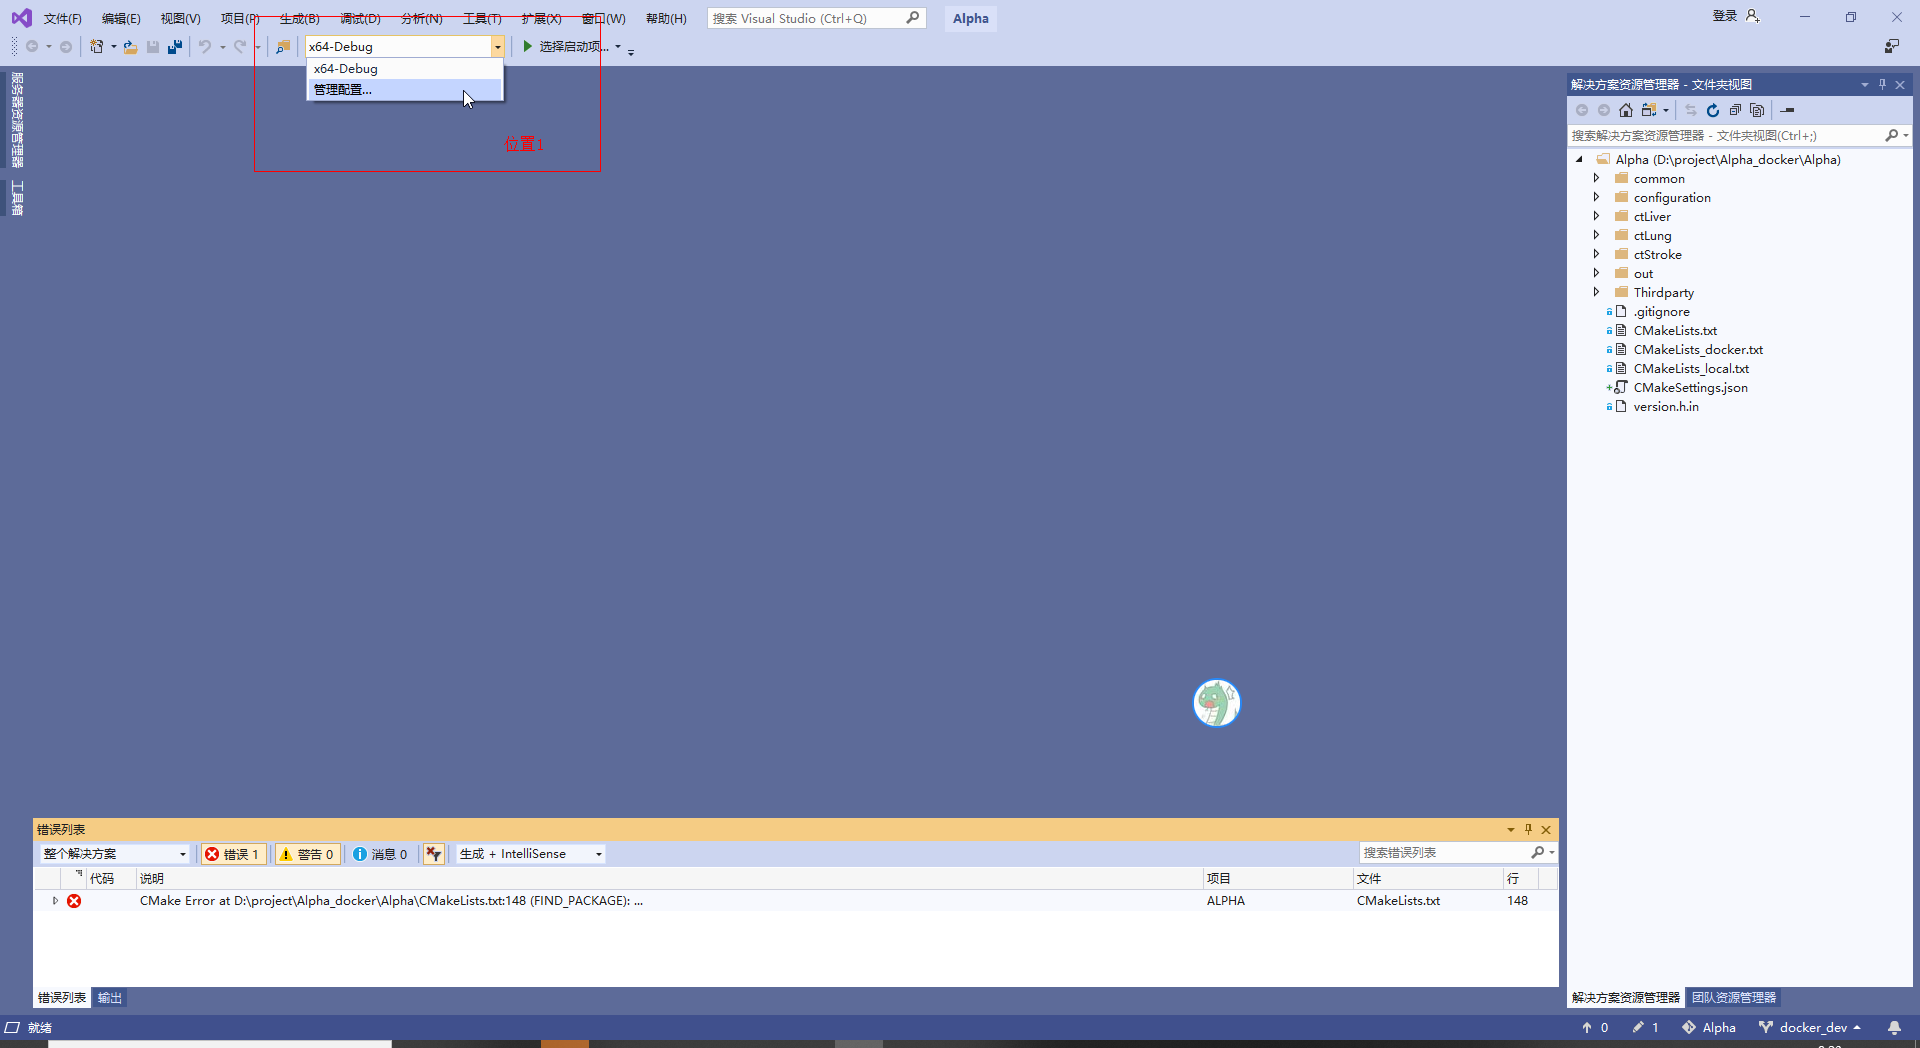 文件(F) 编辑(E) 视图(V) 项目(P) 生成(B) 调试(D) 分析(N) 工具(T) 扩展(X) 窗口(W) 帮助(H) 搜索 Visual Studio (Ctrl+Q) Alpha 登录
x64-Debug 选择启动项...
x64-Debug
管理配置...
位置1
服务器资源管理器
工具箱
解决方案资源管理器 - 文件夹视图
搜索解决方案资源管理器 - 文件夹视图(Ctrl+;)
Alpha (D:\project\Alpha_docker\Alpha)
common
configuration
ctLiver
ctLung
ctStroke
out
Thirdparty
.gitignore
CMakeLists.txt
CMakeLists_docker.txt
CMakeLists_local.txt
CMakeSettings.json
version.h.in
错误列表
整个解决方案 错误 1 警告 0 消息 0 生成 + IntelliSense 搜索错误列表
代码 说明 项目 文件 行
CMake Error at D:\project\Alpha_docker\Alpha\CMakeLists.txt:148 (FIND_PACKAGE): ... ALPHA CMakeLists.txt 148
错误列表 输出
解决方案资源管理器 团队资源管理器
就绪 0 1 Alpha docker_dev